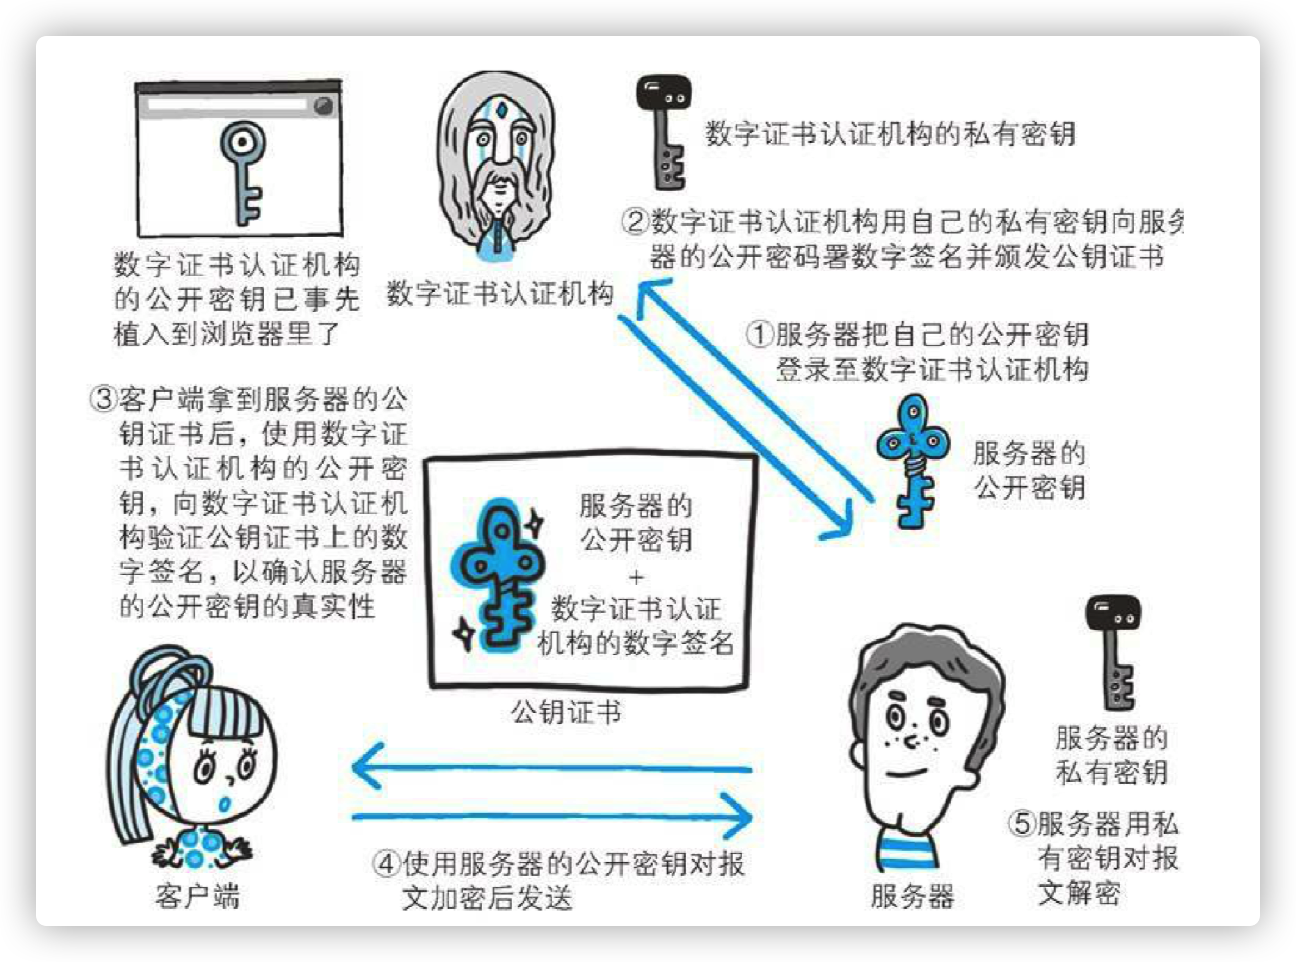 数字证书认证机构的私有密钥
②数字证书认证机构用自己的私有密钥向服务
器的公开密码署数字签名并颁发公钥证书
数字证书认证机构
的公开密钥已事先
植入到浏览器里了
数字证书认证机构
①服务器把自己的公开密钥
登录至数字证书认证机构
服务器的
公开密钥
③客户端拿到服务器的公
钥证书后，使用数字证
书认证机构的公开密
钥，向数字证书认证机
构验证公钥证书上的数
字签名，以确认服务器
的公开密钥的真实性
服务器的
公开密钥
+
数字证书认证
机构的数字签名
公钥证书
服务器的
私有密钥
④使用服务器的公开密钥对报
文加密后发送
⑤服务器用私
有密钥对报
文解密
客户端
服务器